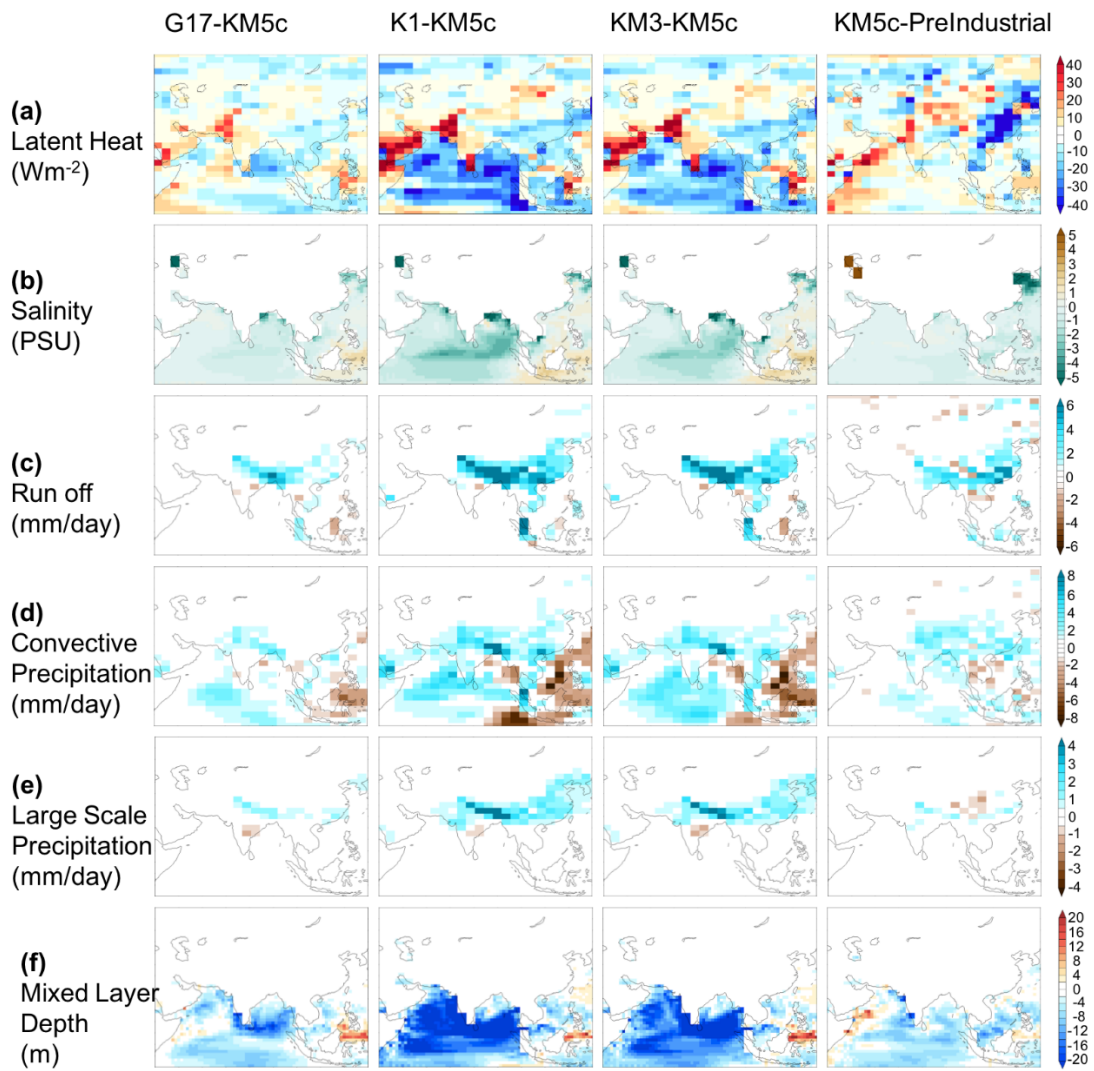 G17-KM5c K1-KM5c KM3-KM5c KM5c-PreIndustrial
(a)
Latent Heat
(Wm-2)
40
30
20
10
0
-10
-20
-30
-40
(b)
Salinity
(PSU)
5
4
3
2
1
0
-1
-2
-3
-4
-5
(c)
Run off
(mm/day)
6
4
2
0
-2
-4
-6
(d)
Convective
Precipitation
(mm/day)
8
6
4
2
0
-2
-4
-6
-8
(e)
Large Scale
Precipitation
(mm/day)
4
3
2
1
0
-1
-2
-3
-4
(f)
Mixed Layer
Depth
(m)
20
16
12
8
4
0
-4
-8
-12
-16
-20